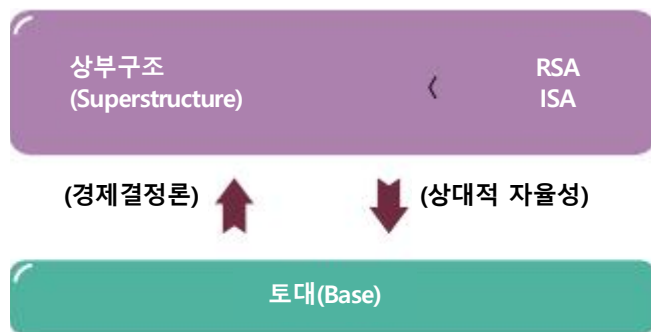 상부구조
(Superstructure)
〈
RSA
ISA
(경제결정론)
(상대적 자율성)
토대(Base)